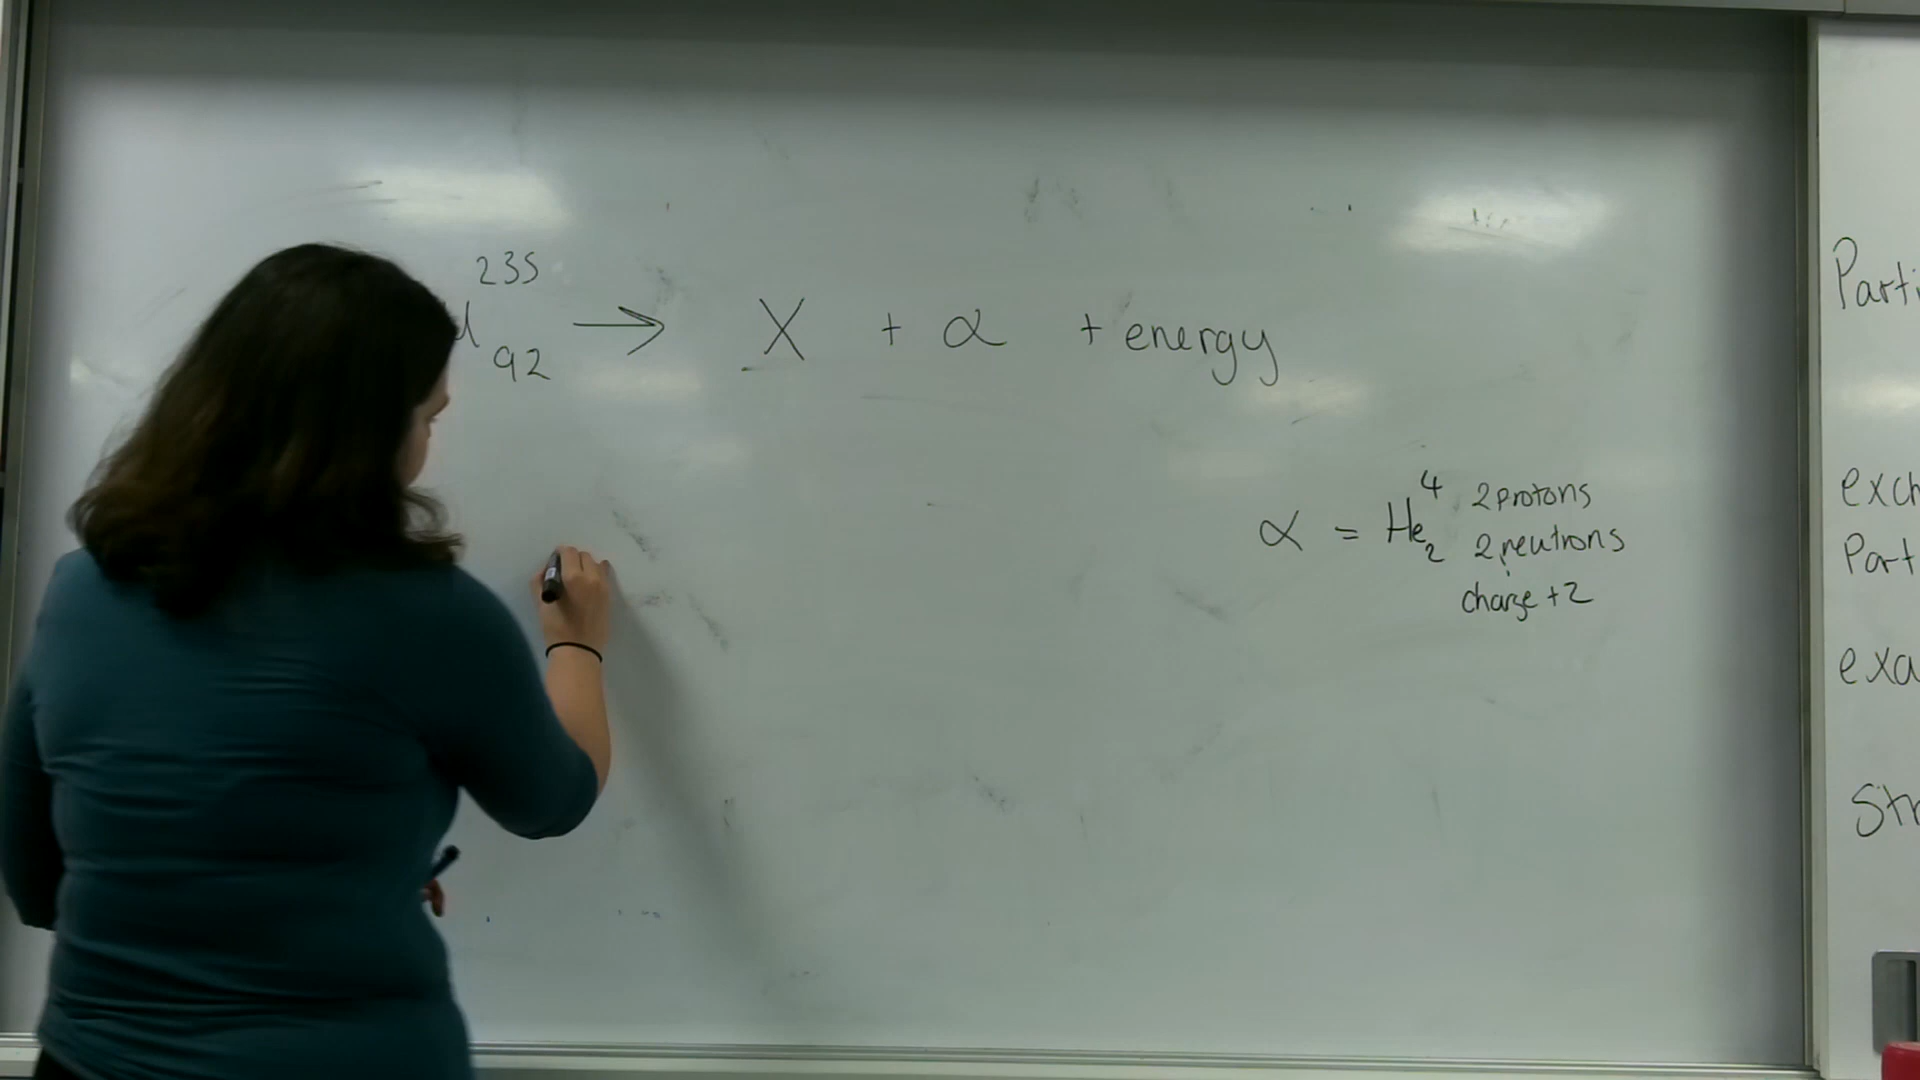 235
92 → X + α + energy
α = He 4 2 2 protons
2 neutrons
charge +2
Parti
exch
Part
exa
Str